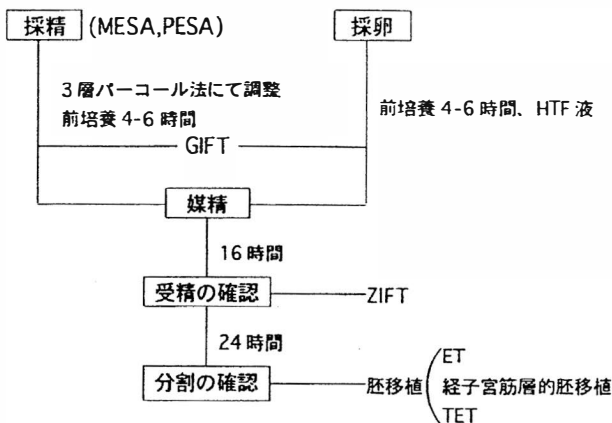 採精 (MESA,PESA)
採卵
3層パーコール法にて調整
前培養 4-6 時間
前培養 4-6 時間、HTF 液
GIFT
媒精
16 時間
受精の確認
ZIFT
24 時間
分割の確認
胚移植
ET
経子宮筋層的胚移植
TET